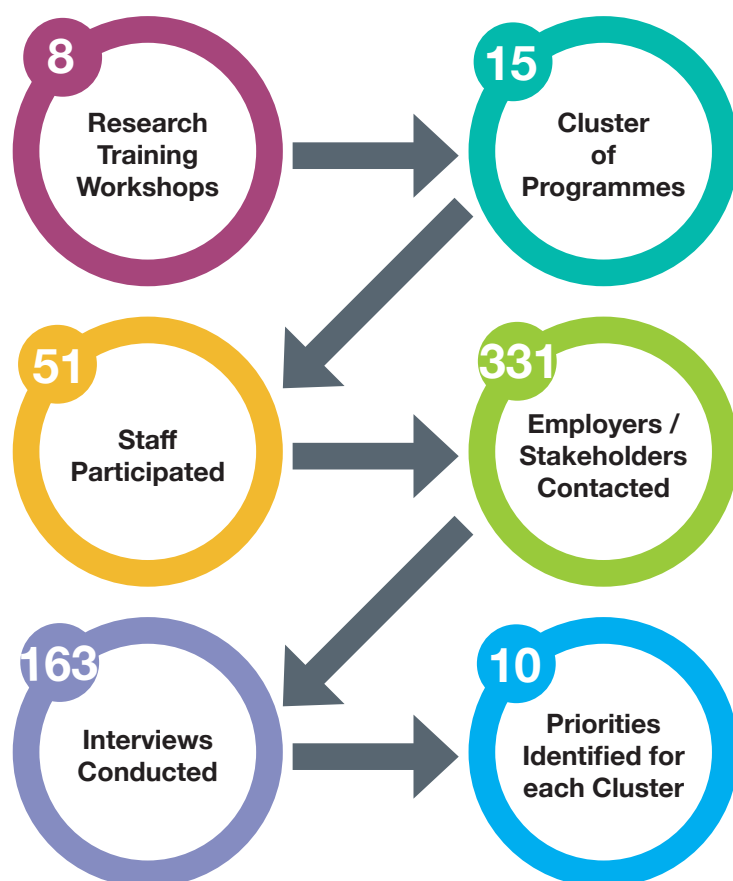 8
Research
Training
Workshops
15
Cluster
of
Programmes
51
Staff
Participated
331
Employers /
Stakeholders
Contacted
163
Interviews
Conducted
10
Priorities
Identified for
each Cluster